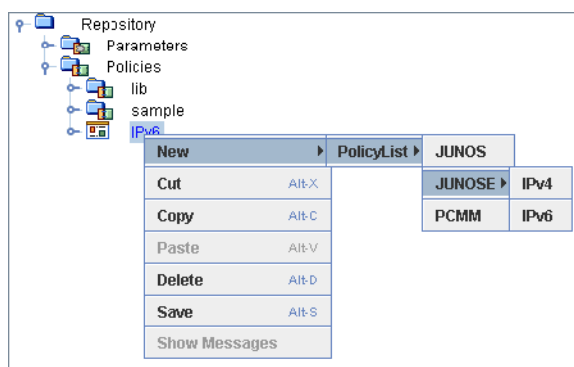 Repository
Parameters
Policies
lib
sample
IPv6
New PolicyList JUNOS
Cut Alt-X JUNOSE IPv4
Copy Alt-C PCMM IPv6
Paste Alt-V
Delete Alt-D
Save Alt-S
Show Messages